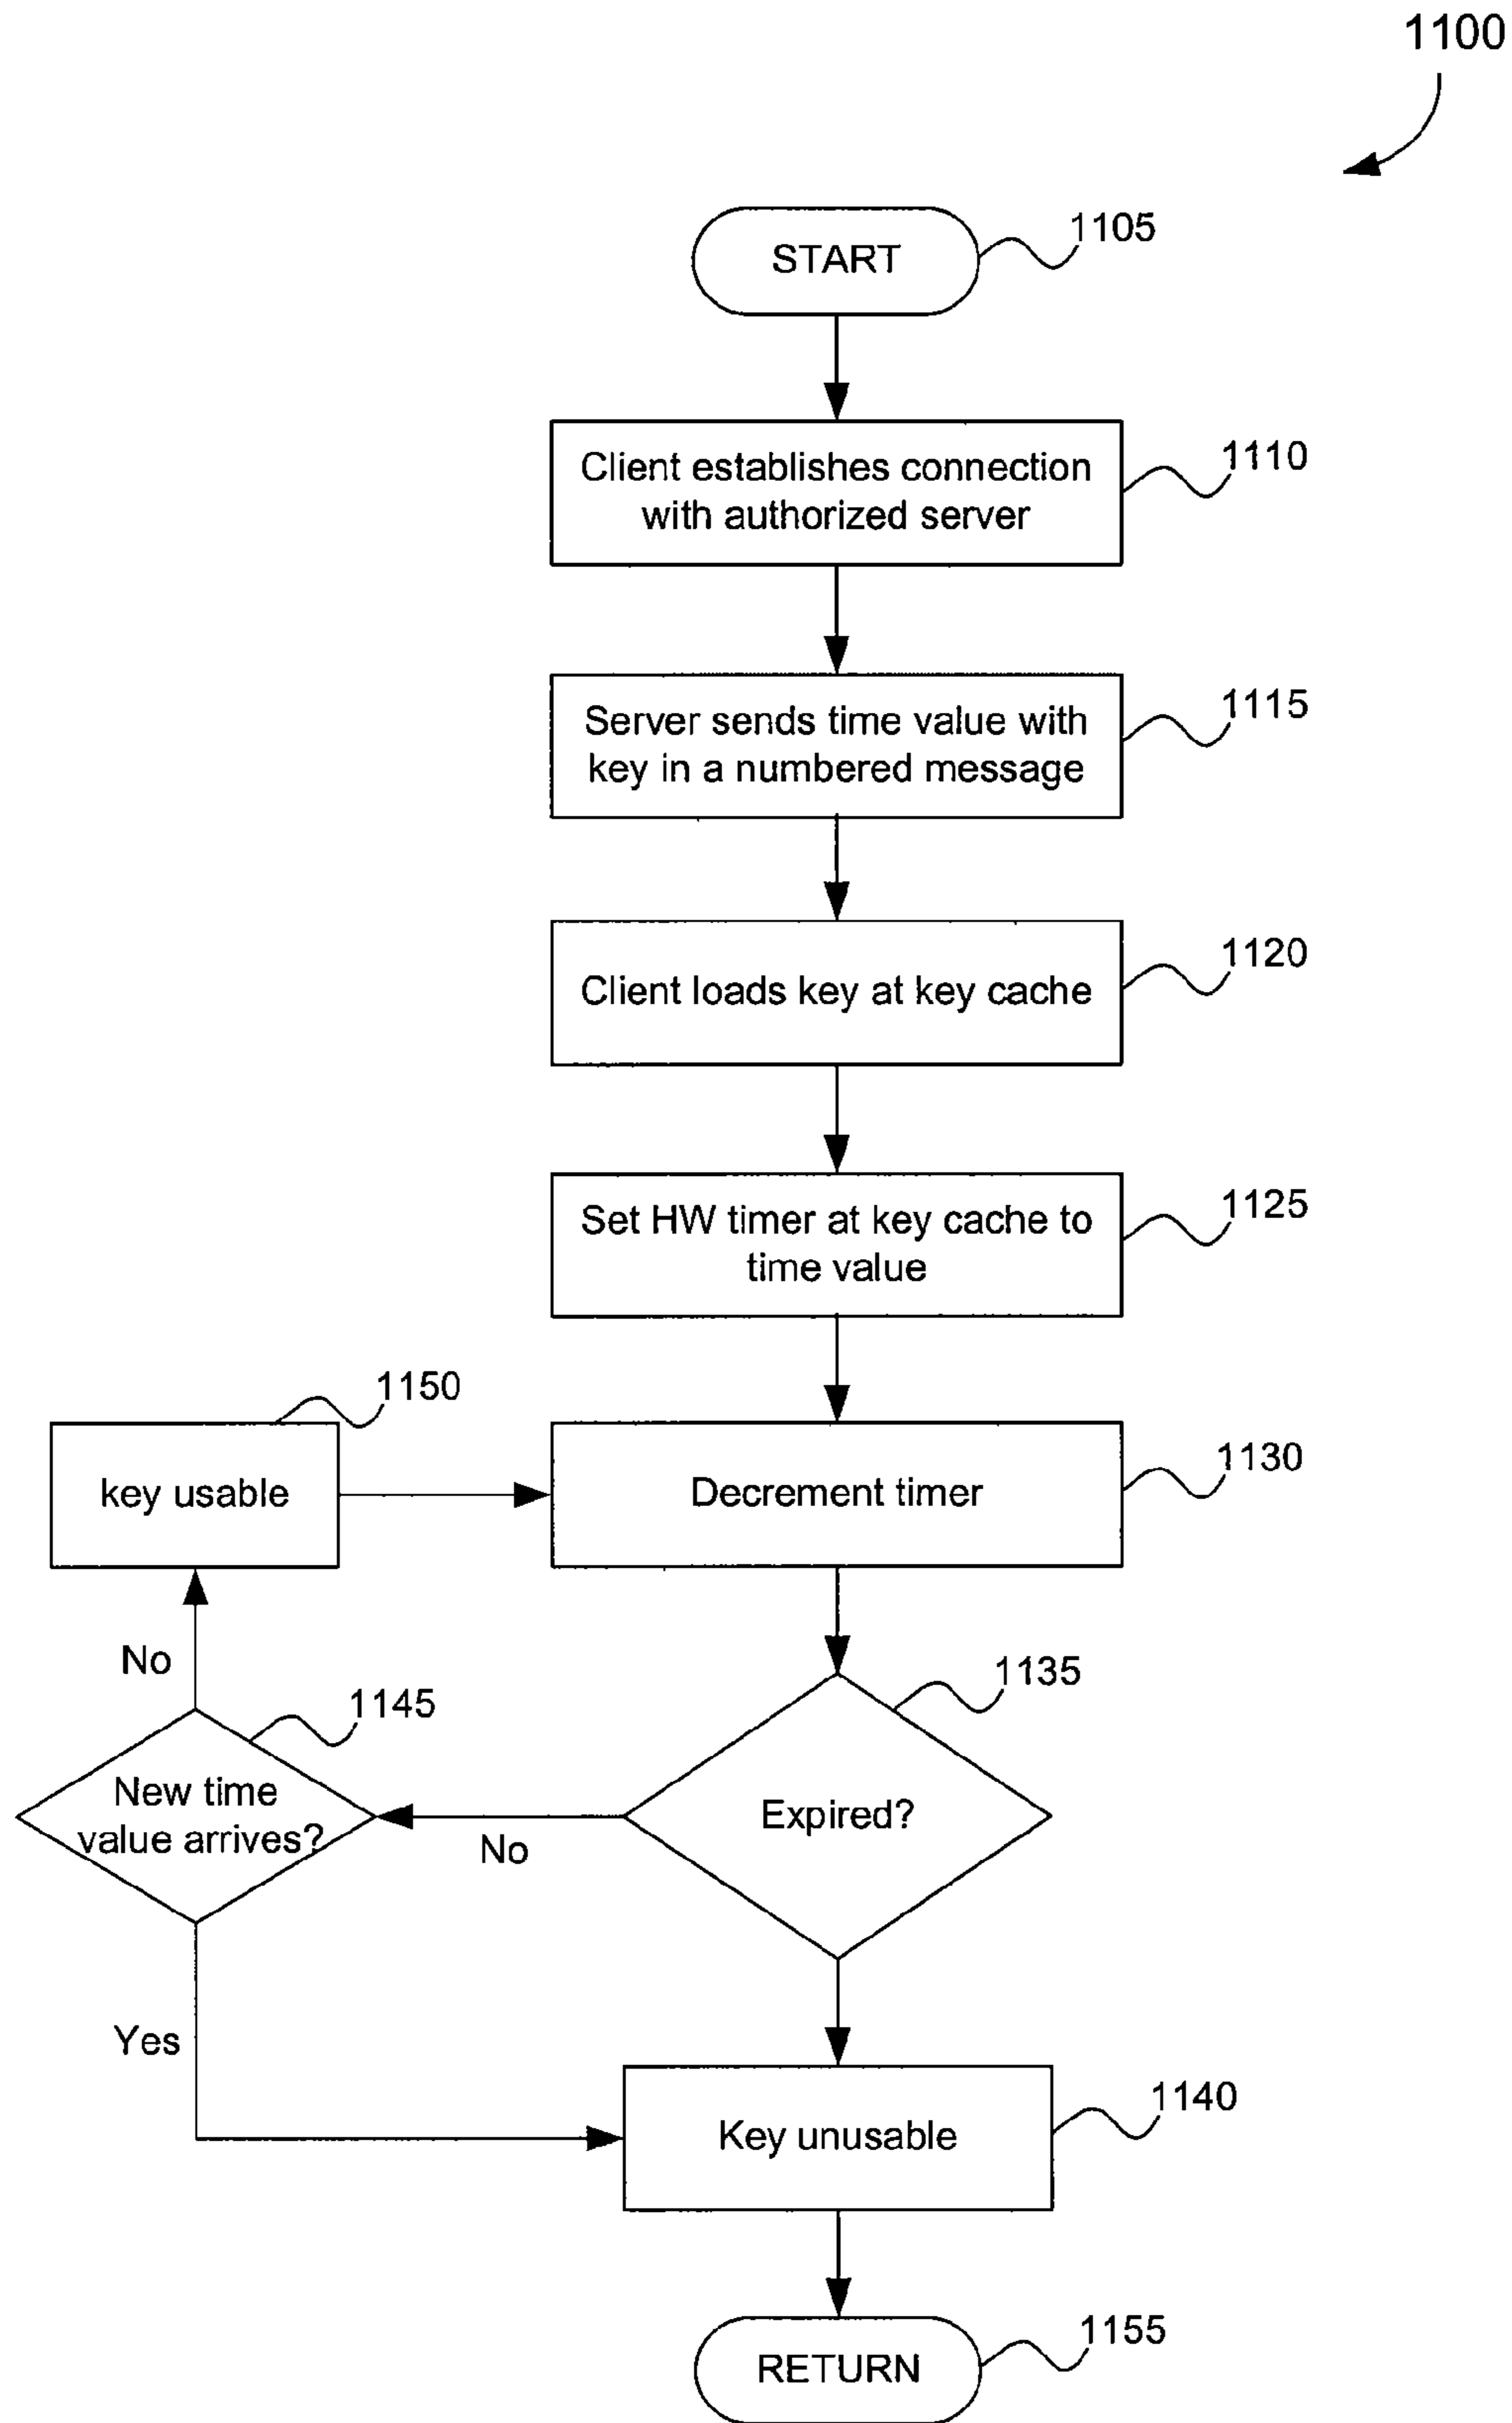 1100
START
1105
Client establishes connection
with authorized server
1110
Server sends time value with
key in a numbered message
1115
Client loads key at key cache
1120
Set HW timer at key cache to
time value
1125
1150
key usable
Decrement timer
1130
No
1145
New time
value arrives?
No
Expired?
1135
Yes
Key unusable
1140
RETURN
1155